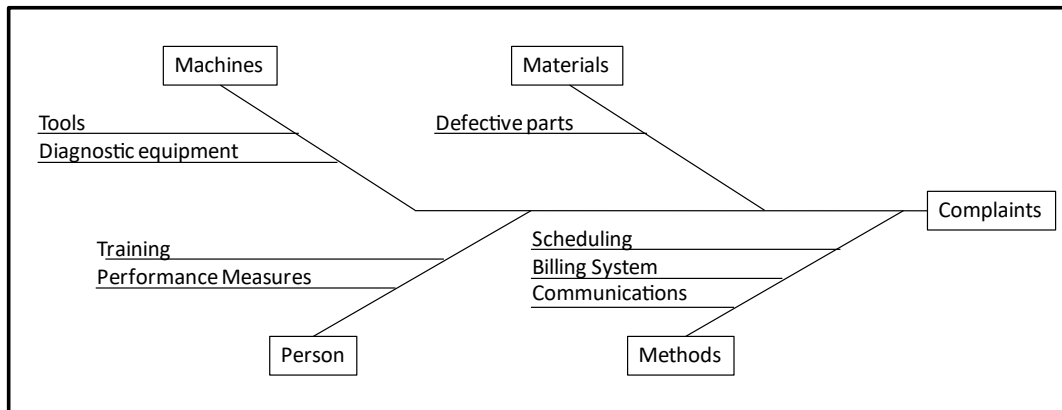 Machines
Materials
Tools
Defective parts
Diagnostic equipment
Complaints
Training
Scheduling
Performance Measures
Billing System
Communications
Person
Methods